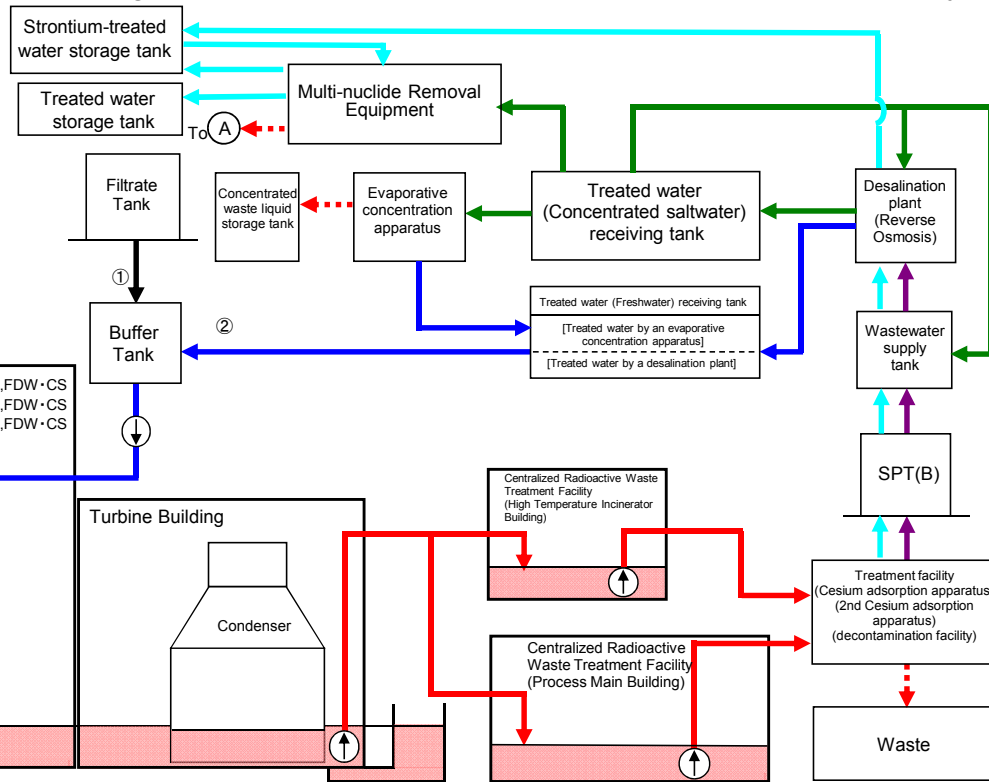 Strontium-treated
water storage tank
Treated water
storage tank
Multi-nuclide Removal
Equipment
To
A
Filtrate
Tank
Concentrated
waste liquid
storage tank
Evaporative
concentration
apparatus
Treated water
(Concentrated saltwater)
receiving tank
Desalination
plant
(Reverse
Osmosis)
①
Buffer
Tank
②
Treated water (Freshwater) receiving tank
[Treated water by an evaporative
concentration apparatus]
[Treated water by a desalination plant]
Wastewater
supply
tank
,FDW・CS
,FDW・CS
,FDW・CS
SPT(B)
Turbine Building
Condenser
Centralized Radioactive Waste
Treatment Facility
(High Temperature Incinerator
Building)
Centralized Radioactive
Waste Treatment Facility
(Process Main Building)
Treatment facility
(Cesium adsorption apparatus)
(2nd Cesium adsorption
apparatus)
(decontamination facility)
Waste